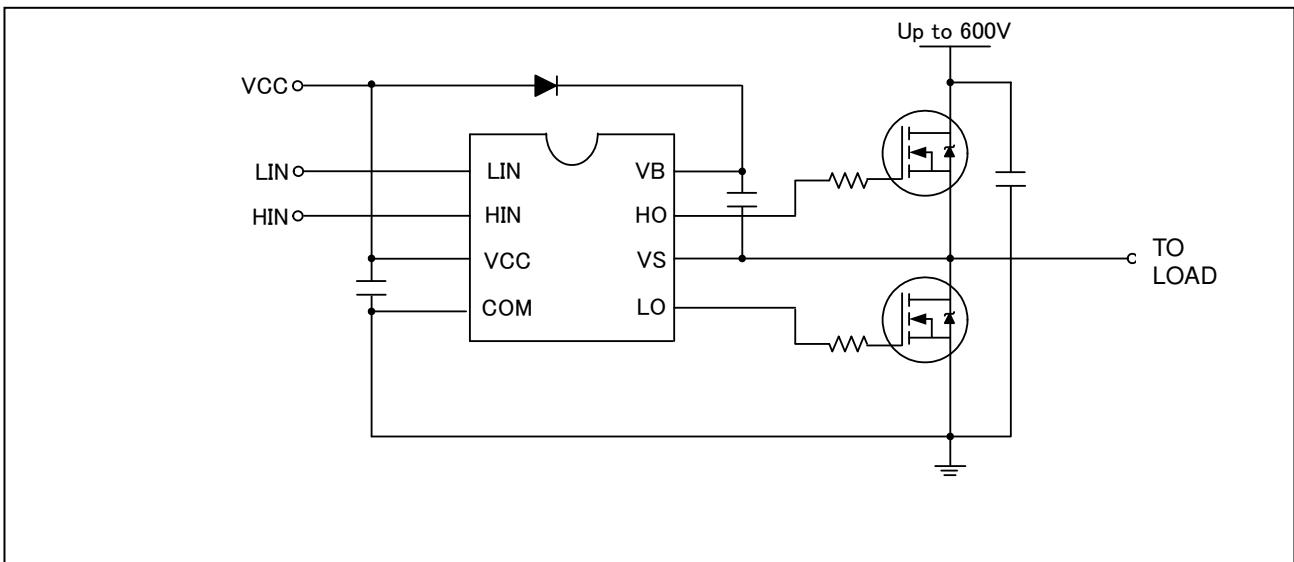 Up to 600V
VCC
LIN
HIN
LIN
HIN
VCC
COM
VB
HO
VS
LO
TO
LOAD